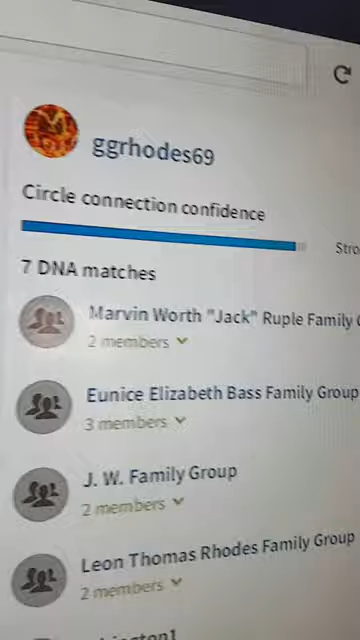 ggrhodes69
Circle connection confidence
Stro
7 DNA matches
Marvin Worth "Jack" Ruple Family
2 members
Eunice Elizabeth Bass Family Group
3 members
J. W. Family Group
2 members
Leon Thomas Rhodes Family Group
2 members